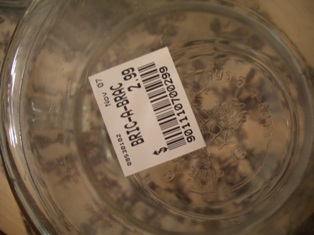 Nov 07
BRIC-A-BRAC
$ 2.99
901110700299